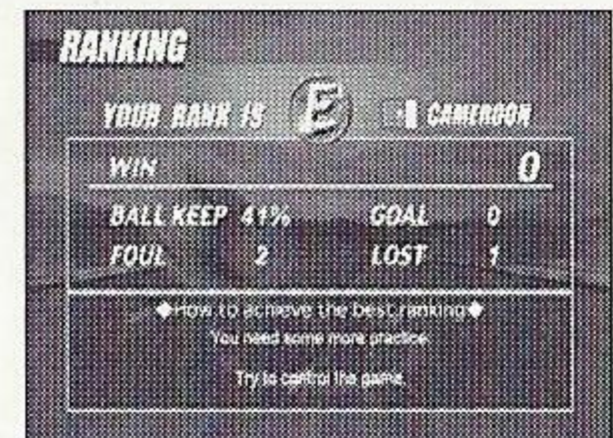 RANKING
YOUR RANK IS E CAMEROON
WIN 0
BALL KEEP 41% GOAL 0
FOUL 2 LOST 1
◆How to achieve the best ranking◆
You need some more practice.
Try to control the game.